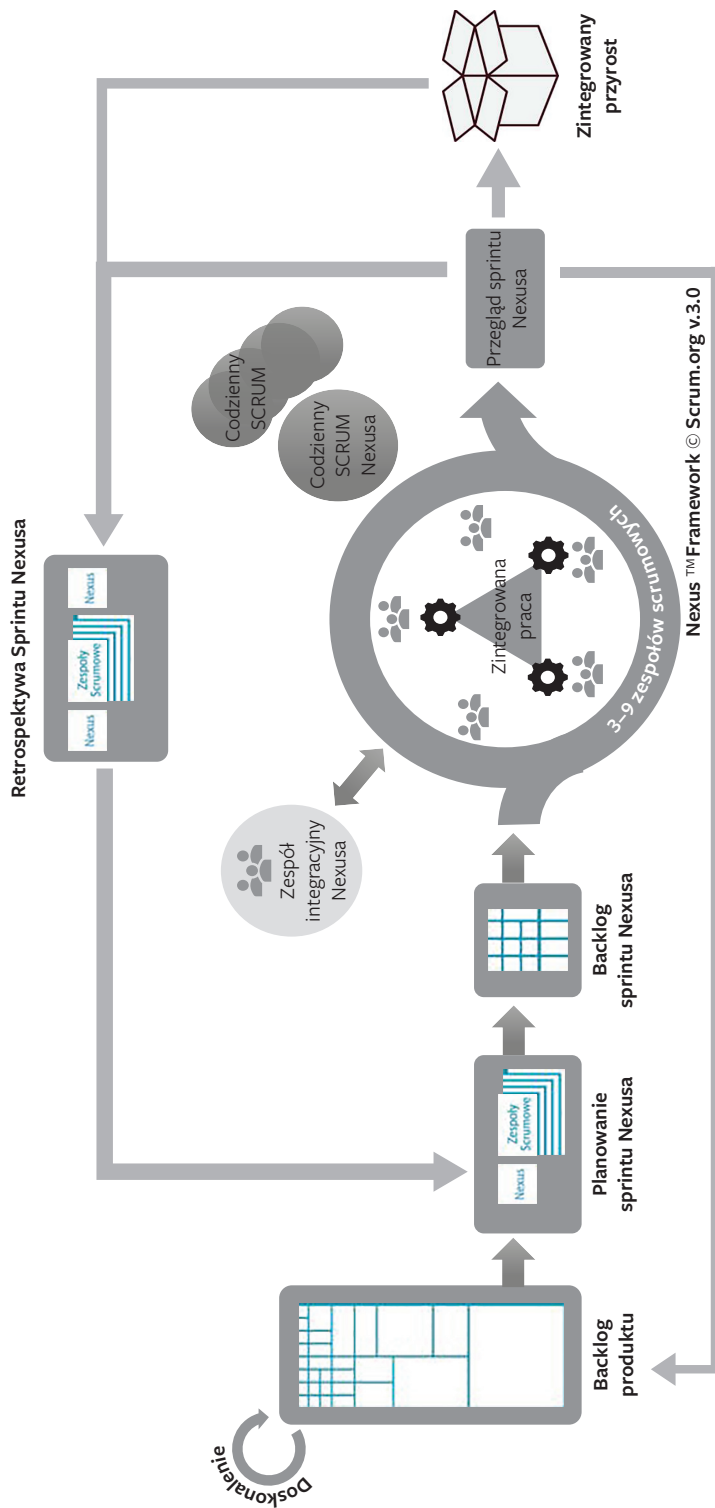 Doskonalenie
Backlog
produktu
Nexus
Zespoły
Scrumowe
Planowanie
sprintu Nexusa
Backlog
sprintu Nexusa
Zespół
integracyjny
Nexusa
Retrospektywa Sprintu Nexusa
Nexus
Zespoły
Scrumowe
Nexus
Zintegrowana
praca
3–9 zespołów scrumowych
Codzienny
SCRUM
Codzienny
SCRUM
Nexusa
Przegląd sprintu
Nexusa
Zintegrowany
przyrost
Nexus ™Framework © Scrum.org v.3.0